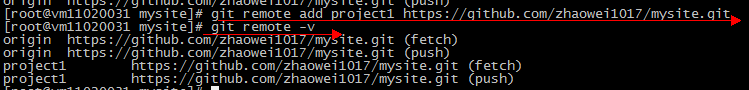 [root@vm11020031 mysite]# git remote add project1 https://github.com/zhaowei1017/mysite.git
[root@vm11020031 mysite]# git remote -v
origin  https://github.com/zhaowei1017/mysite.git (fetch)
origin  https://github.com/zhaowei1017/mysite.git (push)
project1        https://github.com/zhaowei1017/mysite.git (fetch)
project1        https://github.com/zhaowei1017/mysite.git (push)